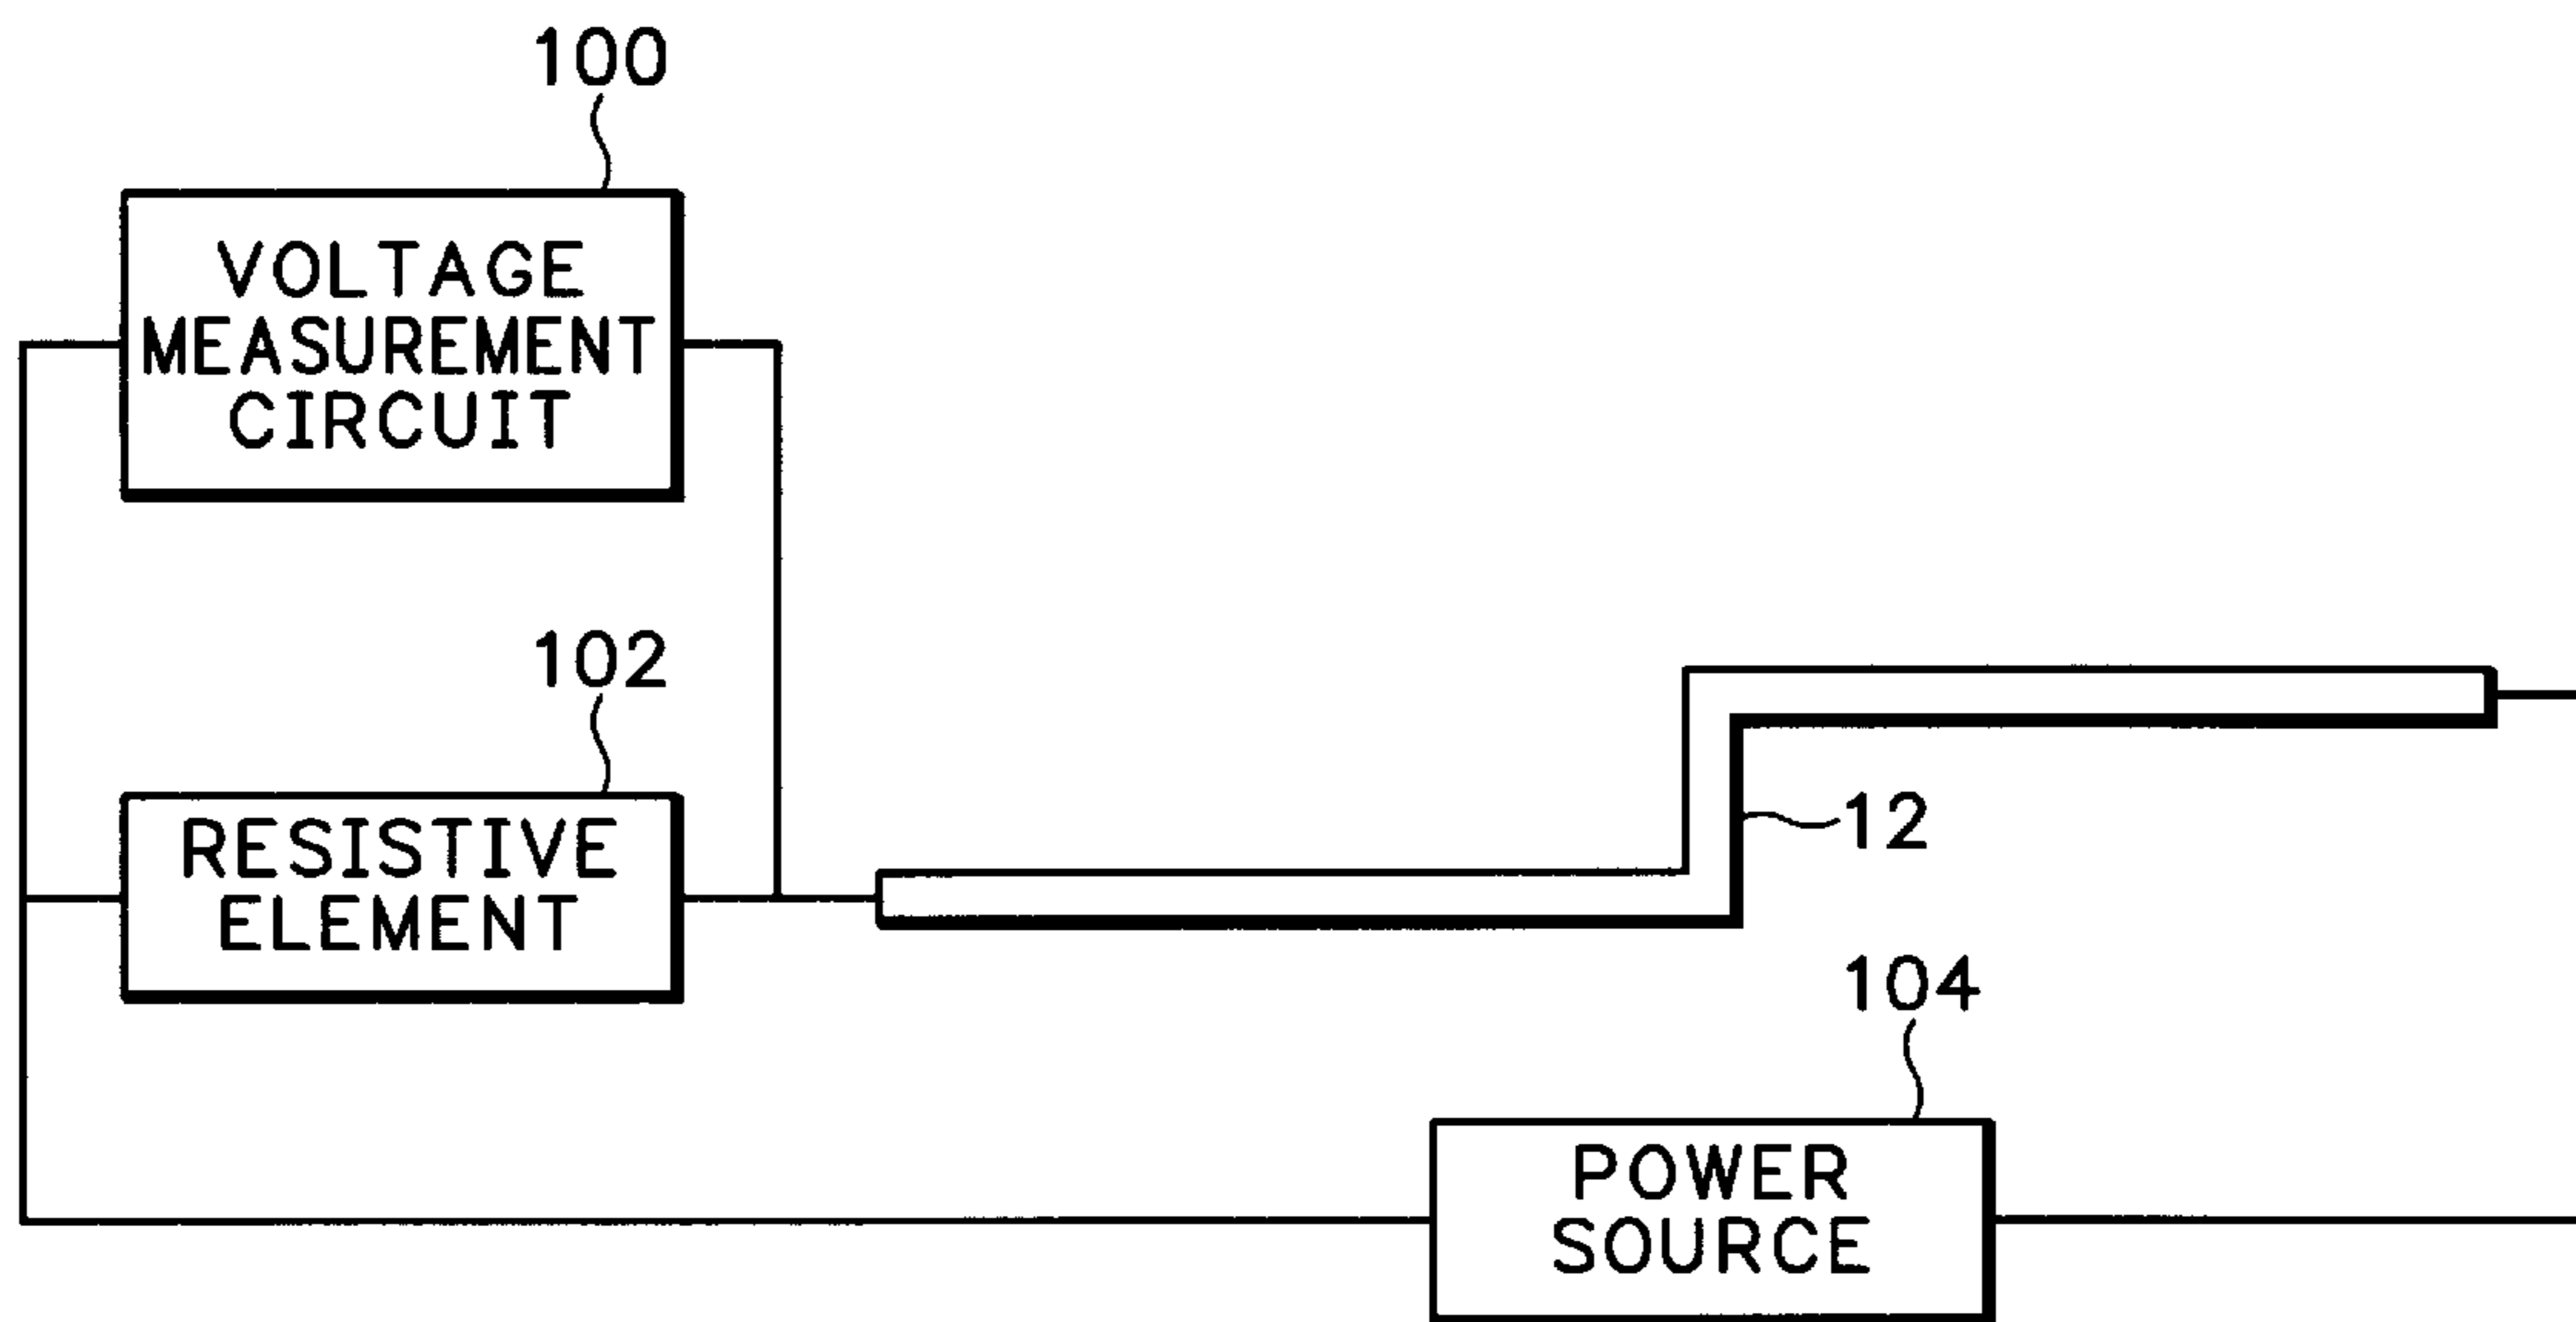 100
VOLTAGE
MEASUREMENT
CIRCUIT
102
RESISTIVE
ELEMENT
12
104
POWER
SOURCE